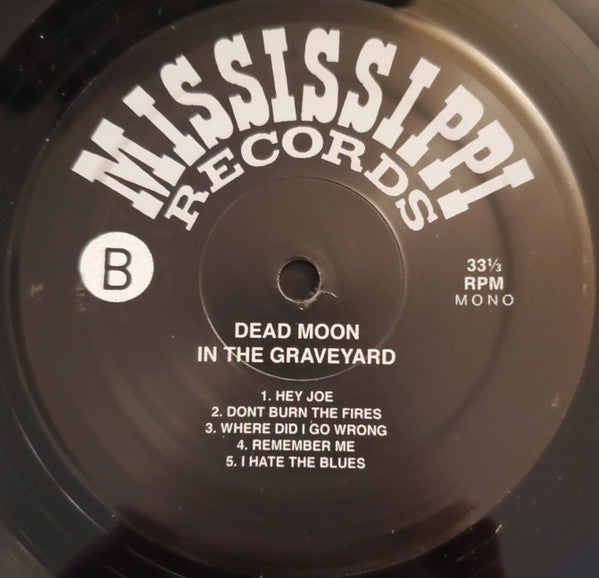 MISSISSIPPI
RECORDS
B
33⅓
RPM
MONO
DEAD MOON
IN THE GRAVEYARD
1. HEY JOE
2. DONT BURN THE FIRES
3. WHERE DID I GO WRONG
4. REMEMBER ME
5. I HATE THE BLUES